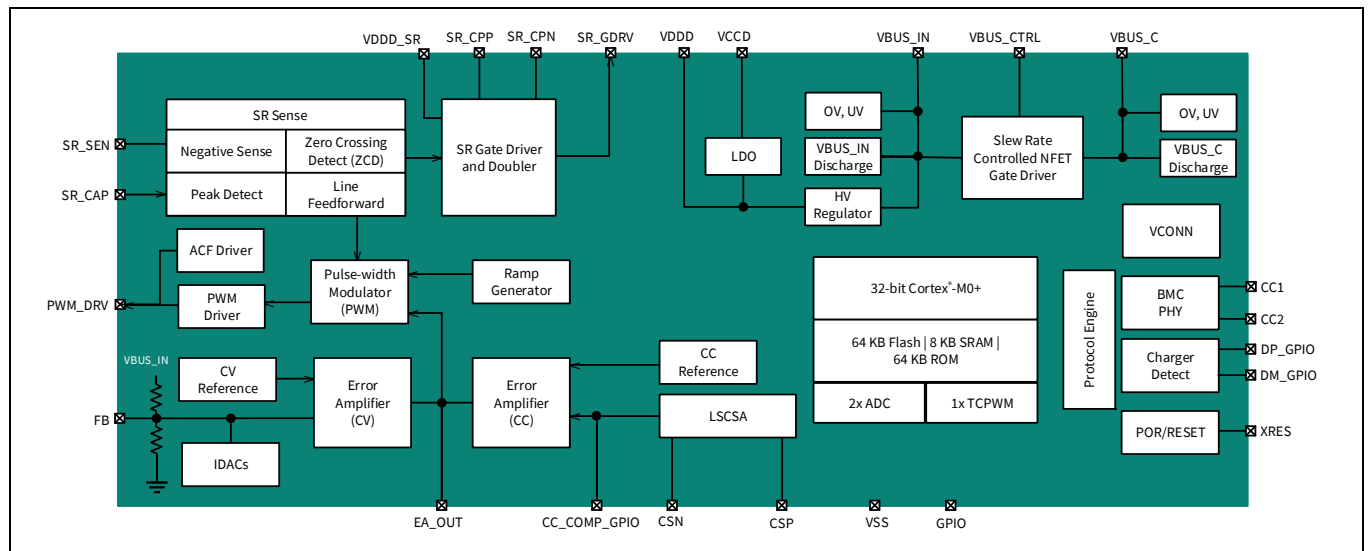 VDDD_SR
SR_CPP
SR_CPN
SR_GDRV
VDDD
VCCD
VBUS_IN
VBUS_CTRL
VBUS_C
SR_SEN
SR_CAP
SR Sense
Negative Sense
Zero Crossing
Detect (ZCD)
Peak Detect
Line
Feedforward
SR Gate Driver
and Doubler
LDO
OV, UV
VBUS_IN
Discharge
HV
Regulator
Slew Rate
Controlled NFET
Gate Driver
OV, UV
VBUS_C
Discharge
VCONN
ACF Driver
PWM_DRV
PWM
Driver
Pulse-width
Modulator
(PWM)
Ramp
Generator
32-bit Cortex®-M0+
64 KB Flash | 8 KB SRAM |
64 KB ROM
2x ADC
1x TCPWM
Protocol Engine
BMC
PHY
CC1
CC2
Charger
Detect
DP_GPIO
DM_GPIO
POR/RESET
XRES
VBUS_IN
FB
CV
Reference
IDACs
Error
Amplifier
(CV)
Error
Amplifier
(CC)
CC
Reference
LSCSA
EA_OUT
CC_COMP_GPIO
CSN
CSP
VSS
GPIO